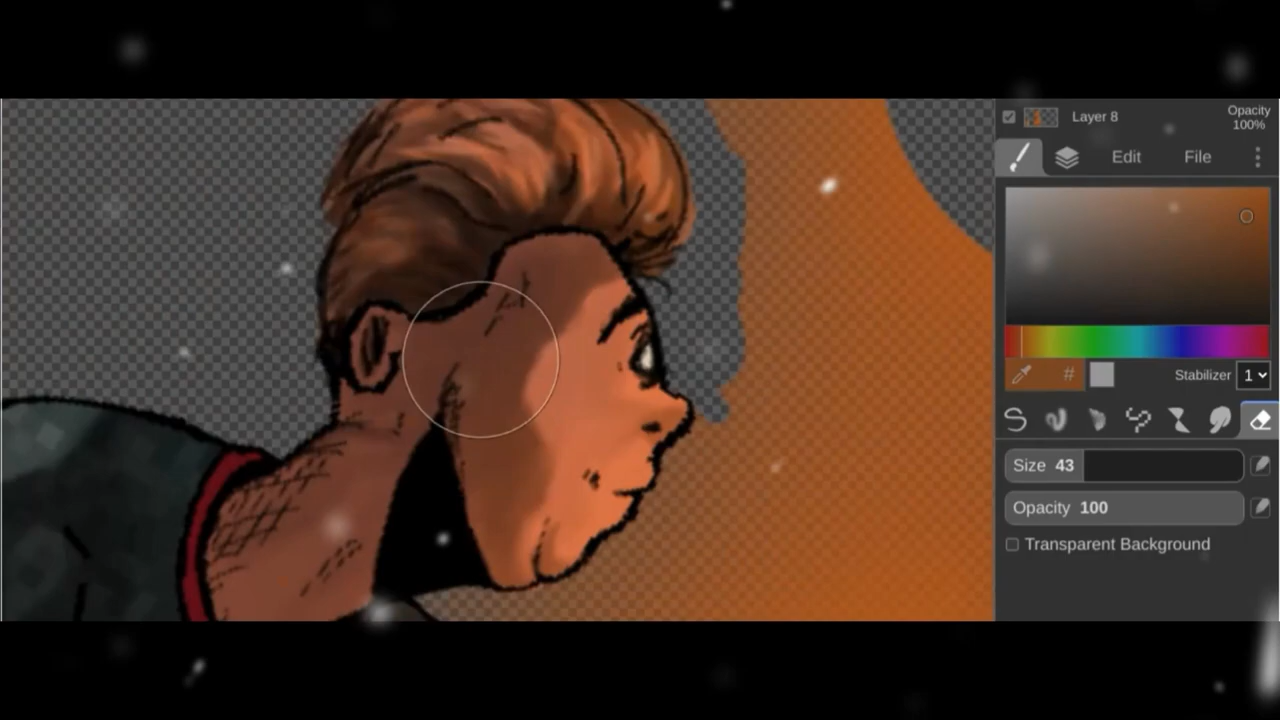 Layer 8
Opacity
100%
Edit
File
#
Stabilizer 1
Size 43
Opacity 100
Transparent Background